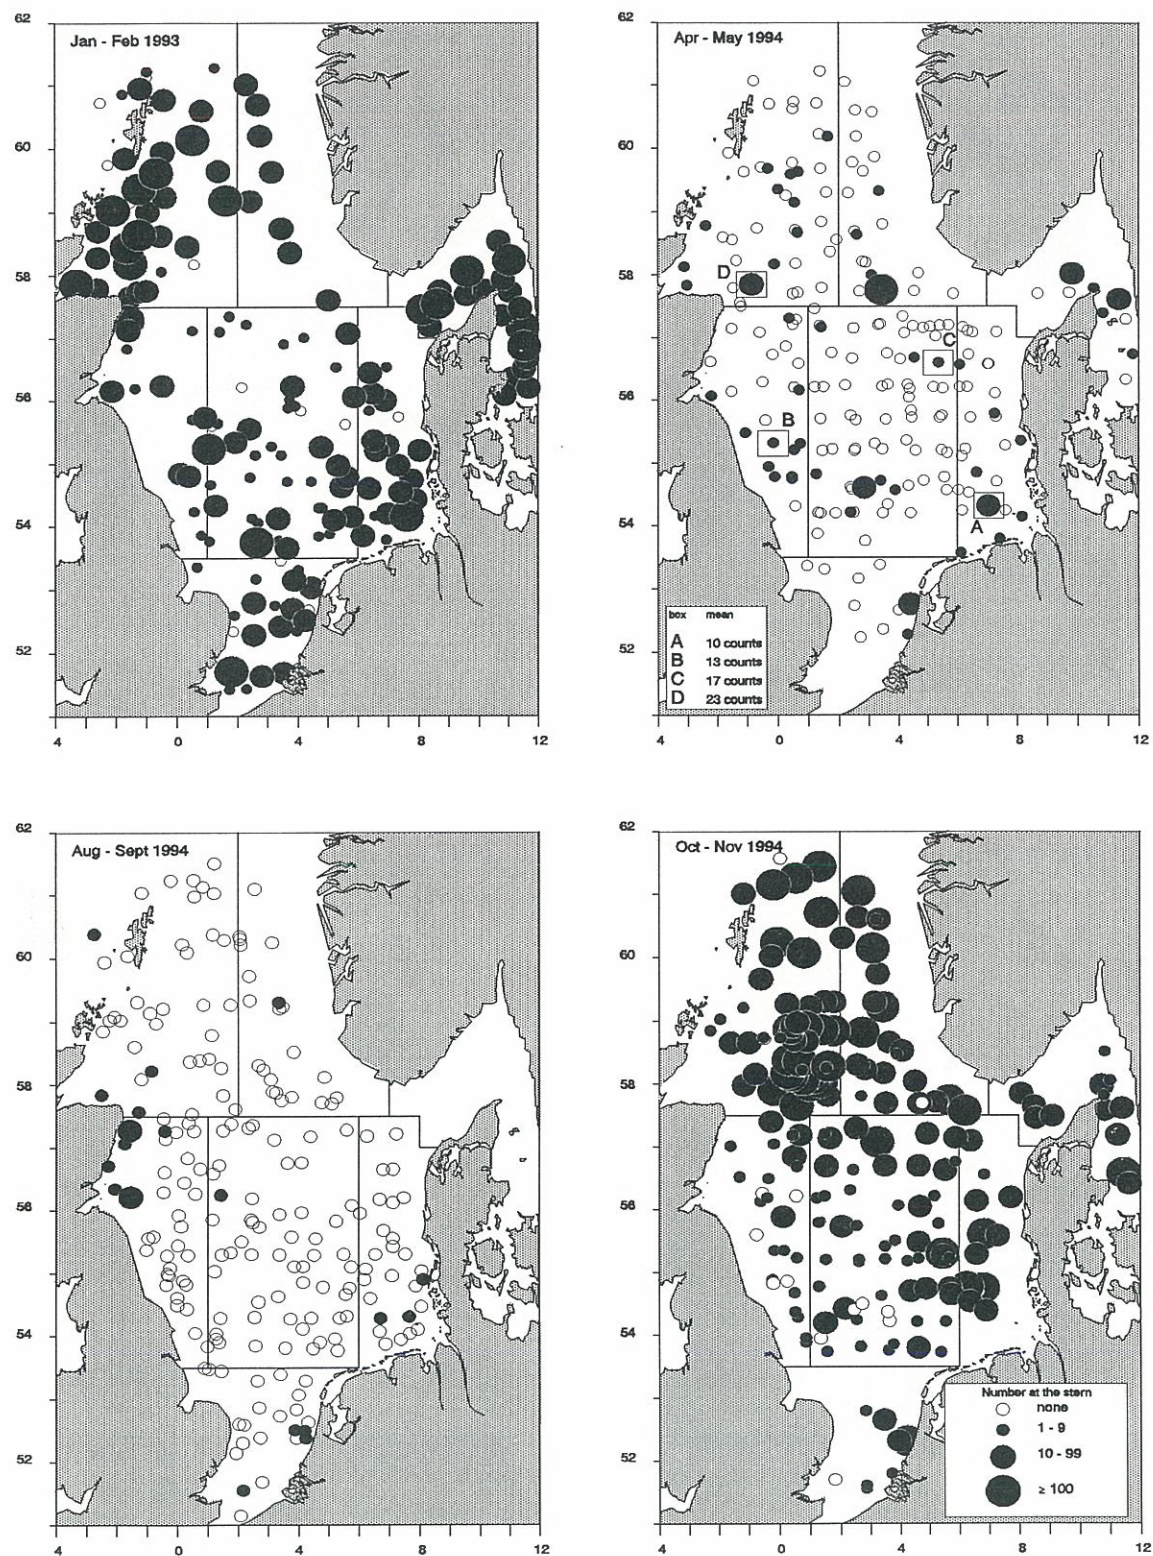 62
Jan - Feb 1993
60
58
56
54
52
4 0 4 8 12
62
Apr - May 1994
60
D
58
C
56
B
54
A
box mean
A 10 counts
B 13 counts
C 17 counts
D 23 counts
52
4 0 4 8 12
62
Aug - Sept 1994
60
58
56
54
52
4 0 4 8 12
62
Oct - Nov 1994
60
58
56
54
Number at the stern
none
1 - 9
10 - 99
≥ 100
52
4 0 4 8 12